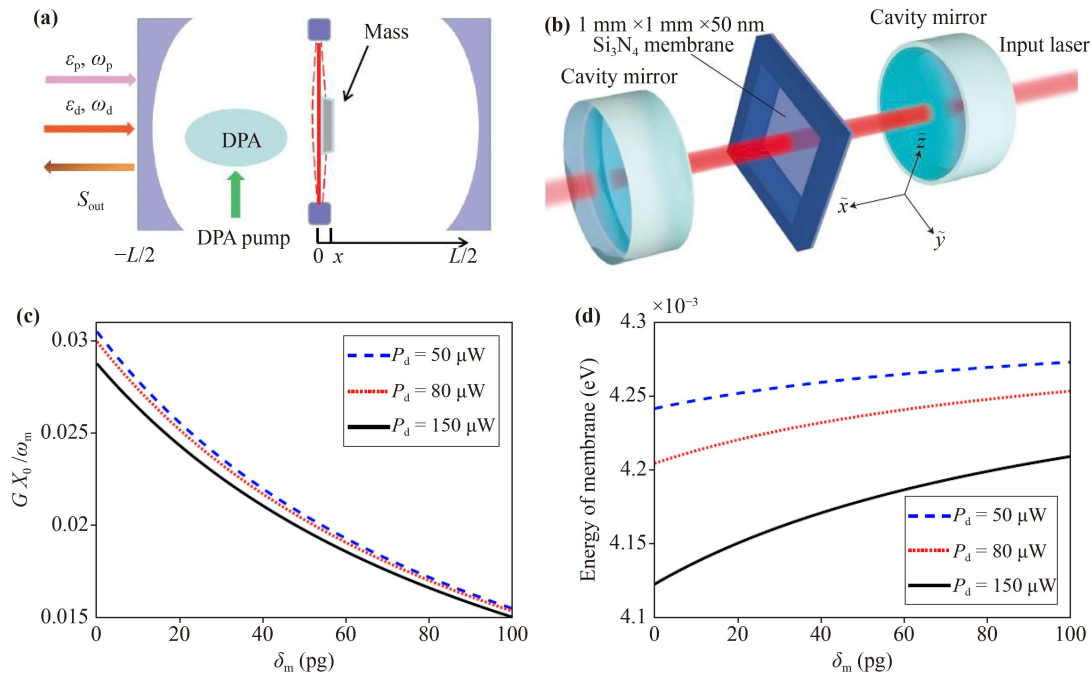 (a)
Mass
εp, ωp
εd, ωd
DPA
Sout
DPA pump
−L/2
0
x
L/2
(b)
1 mm ×1 mm ×50 nm
Si3N4 membrane
Cavity mirror
Cavity mirror
Input laser
z̃
x̃
ỹ
(c)
0.03
0.025
0.02
0.015
G X0 /ωm
Pd = 50 μW
Pd = 80 μW
Pd = 150 μW
0
20
40
60
80
100
δm (pg)
(d)
×10−3
4.3
4.25
4.2
4.15
4.1
Energy of membrane (eV)
Pd = 50 μW
Pd = 80 μW
Pd = 150 μW
0
20
40
60
80
100
δm (pg)